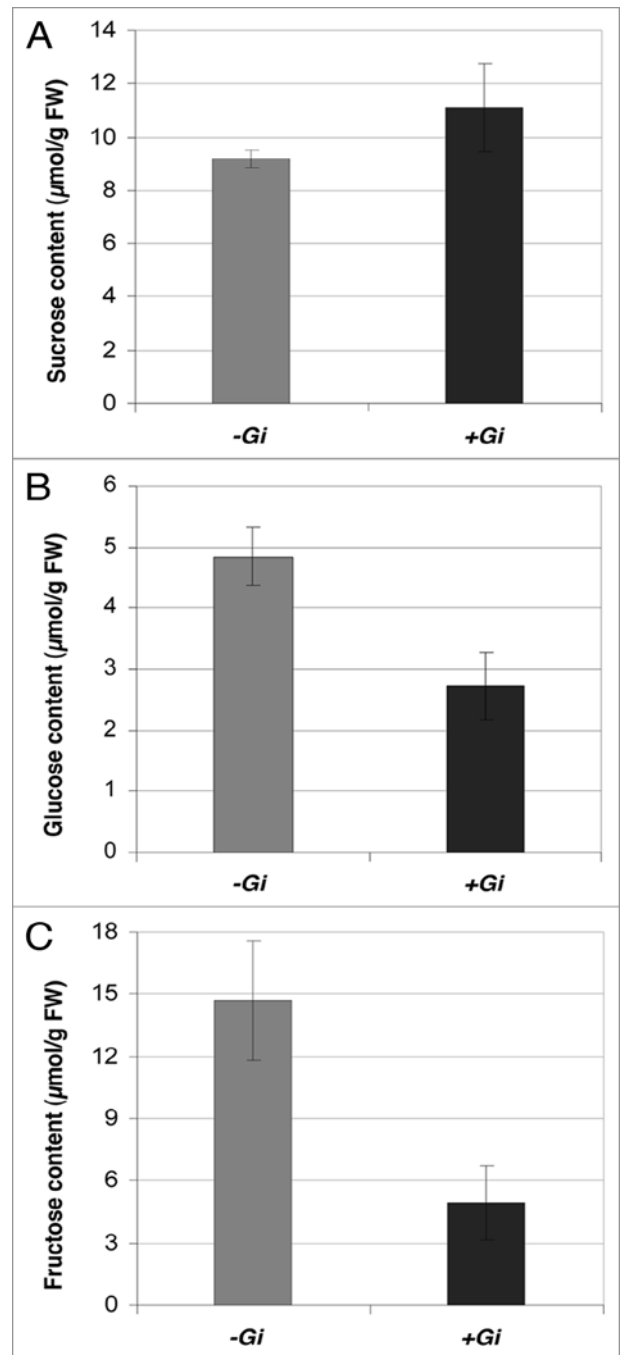 A
Sucrose content (µmol/g FW)
14
12
10
8
6
4
2
0
-Gi
+Gi
B
Glucose content (µmol/g FW)
6
5
4
3
2
1
0
-Gi
+Gi
C
Fructose content (µmol/g FW)
18
15
12
9
6
3
0
-Gi
+Gi